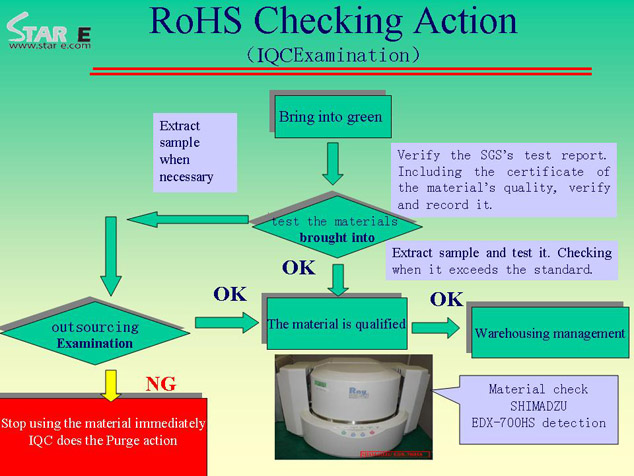 STAR E
www.star-e.com
RoHS Checking Action
(IQCExamination)
Bring into green
Extract
sample
when
necessary
Verify the SGS's test report.
Including the certificate of
the material's quality, verify
and record it.
test the materials
brought into
Extract sample and test it. Checking
when it exceeds the standard.
OK
OK
OK
outsourcing
Examination
The material is qualified
Warehousing management
NG
Stop using the material immediately
IQC does the Purge action
Material check
SHIMADZU
EDX-700HS detection